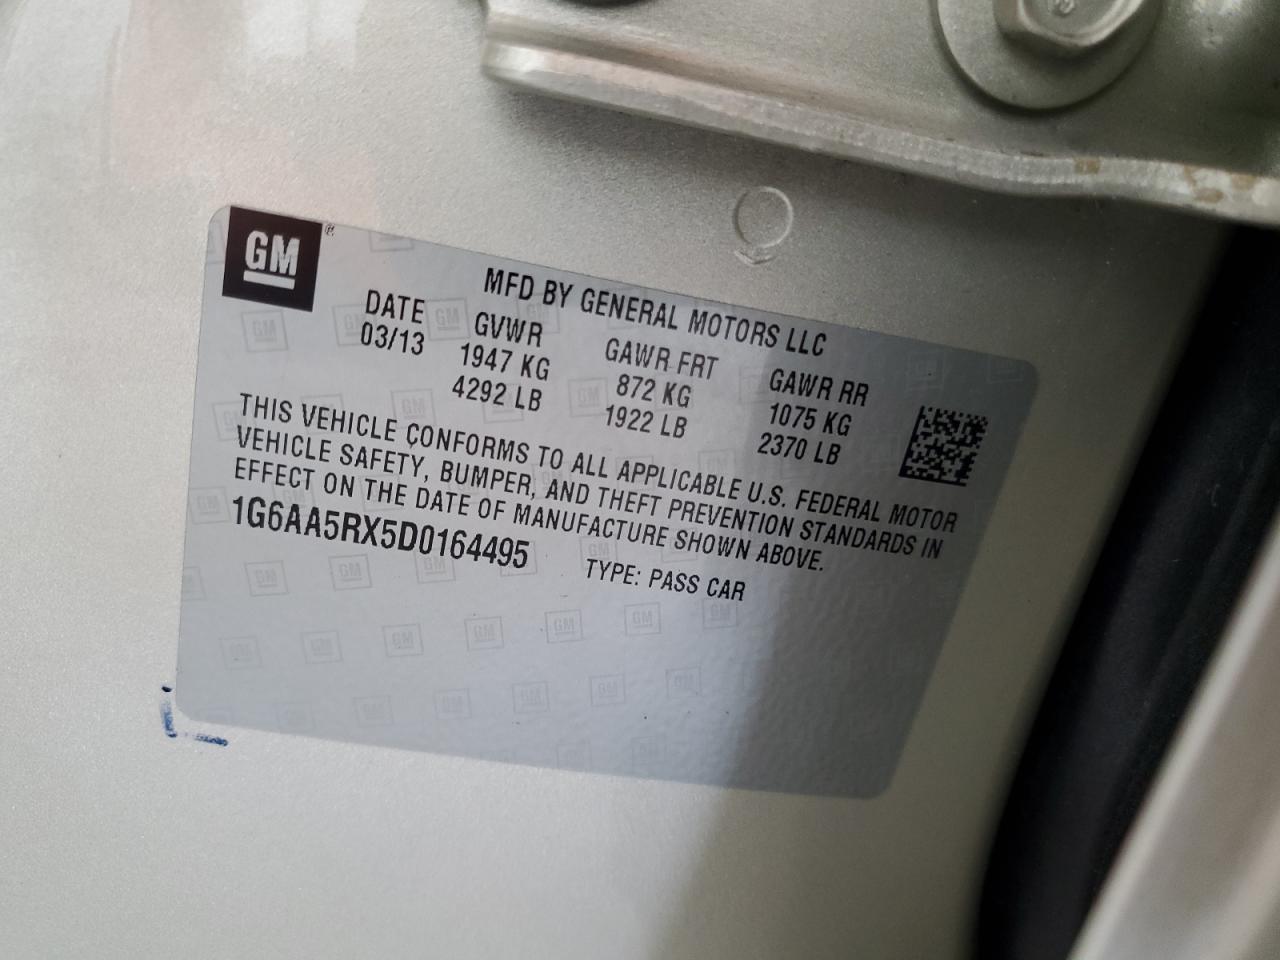 GM®
MFD BY GENERAL MOTORS LLC
DATE GVWR GAWR FRT GAWR RR
03/13 1947 KG 872 KG 1075 KG
4292 LB 1922 LB 2370 LB
THIS VEHICLE CONFORMS TO ALL APPLICABLE U.S. FEDERAL MOTOR
VEHICLE SAFETY, BUMPER, AND THEFT PREVENTION STANDARDS IN
EFFECT ON THE DATE OF MANUFACTURE SHOWN ABOVE.
1G6AA5RX5D0164495 TYPE: PASS CAR